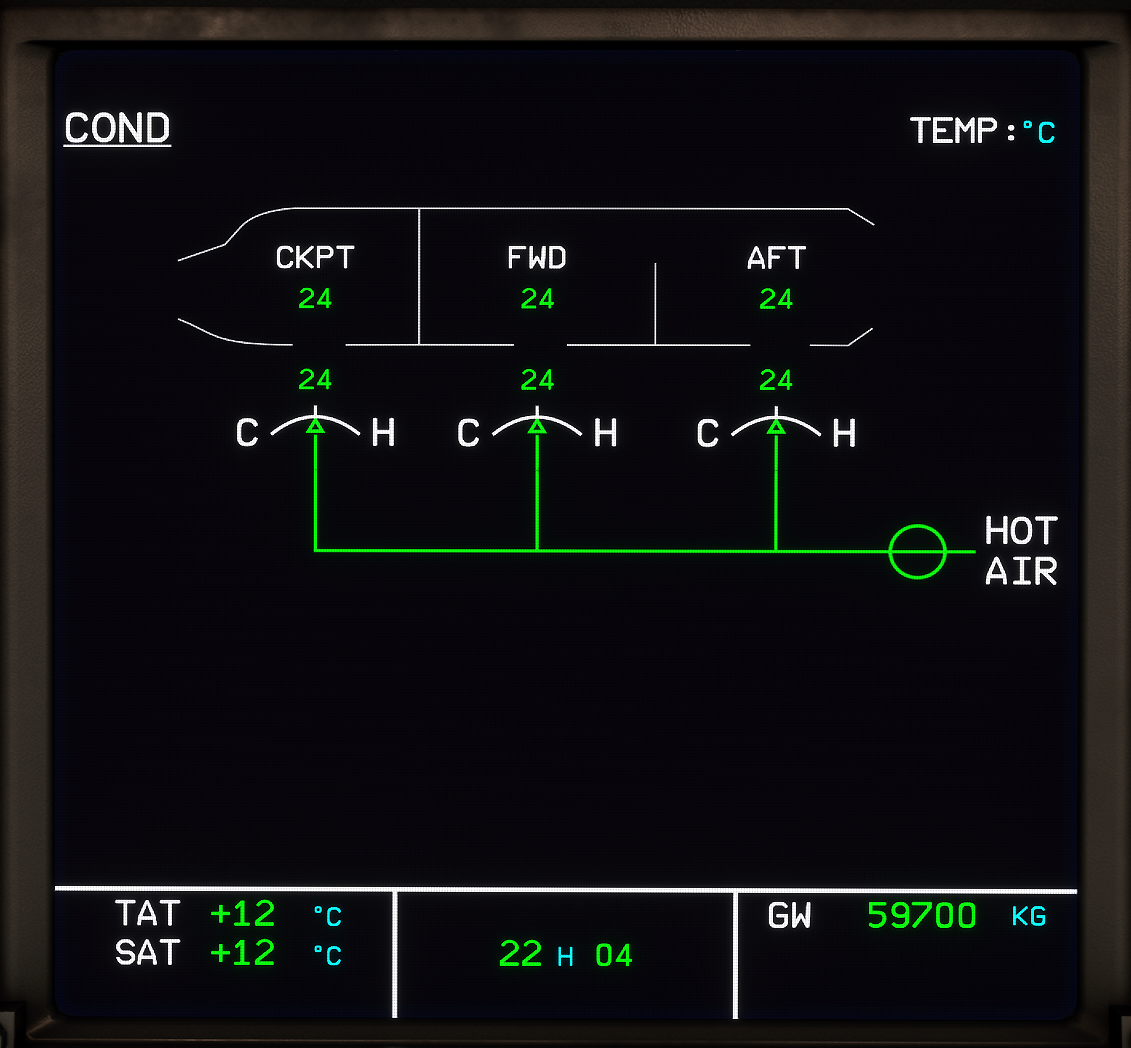 COND TEMP:°C
CKPT FWD AFT
24 24 24
24 24 24
C H C H C H
HOT
AIR
TAT +12 °C GW 59700 KG
SAT +12 °C 22 H 04